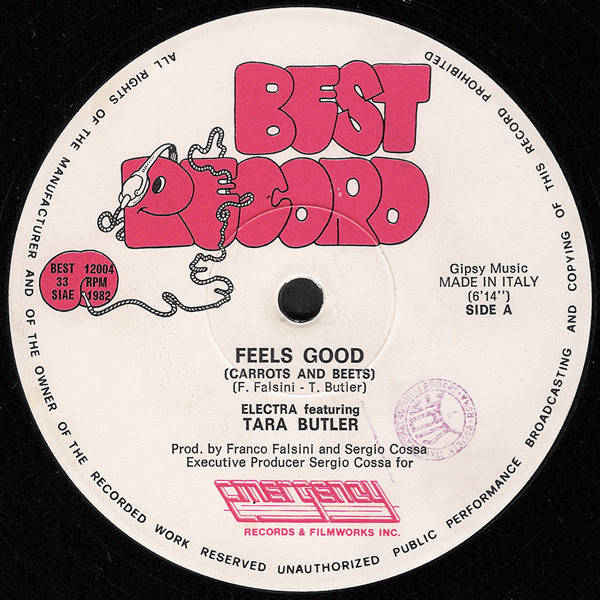 BEST
RECORD
BEST 12004
33 RPM
SIAE 1982
Gipsy Music
MADE IN ITALY
(6'14")
SIDE A
FEELS GOOD
(CARROTS AND BEETS)
(F. Falsini - T. Butler)
ELECTRA featuring
TARA BUTLER
Prod. by Franco Falsini and Sergio Cossa
Executive Producer Sergio Cossa for
Emergency
RECORDS & FILMWORKS INC.
ALL RIGHTS OF THE MANUFACTURER AND OF THE OWNER OF THE RECORDED WORK RESERVED UNAUTHORIZED PUBLIC PERFORMANCE BROADCASTING AND COPYING OF THIS RECORD PROHIBITED